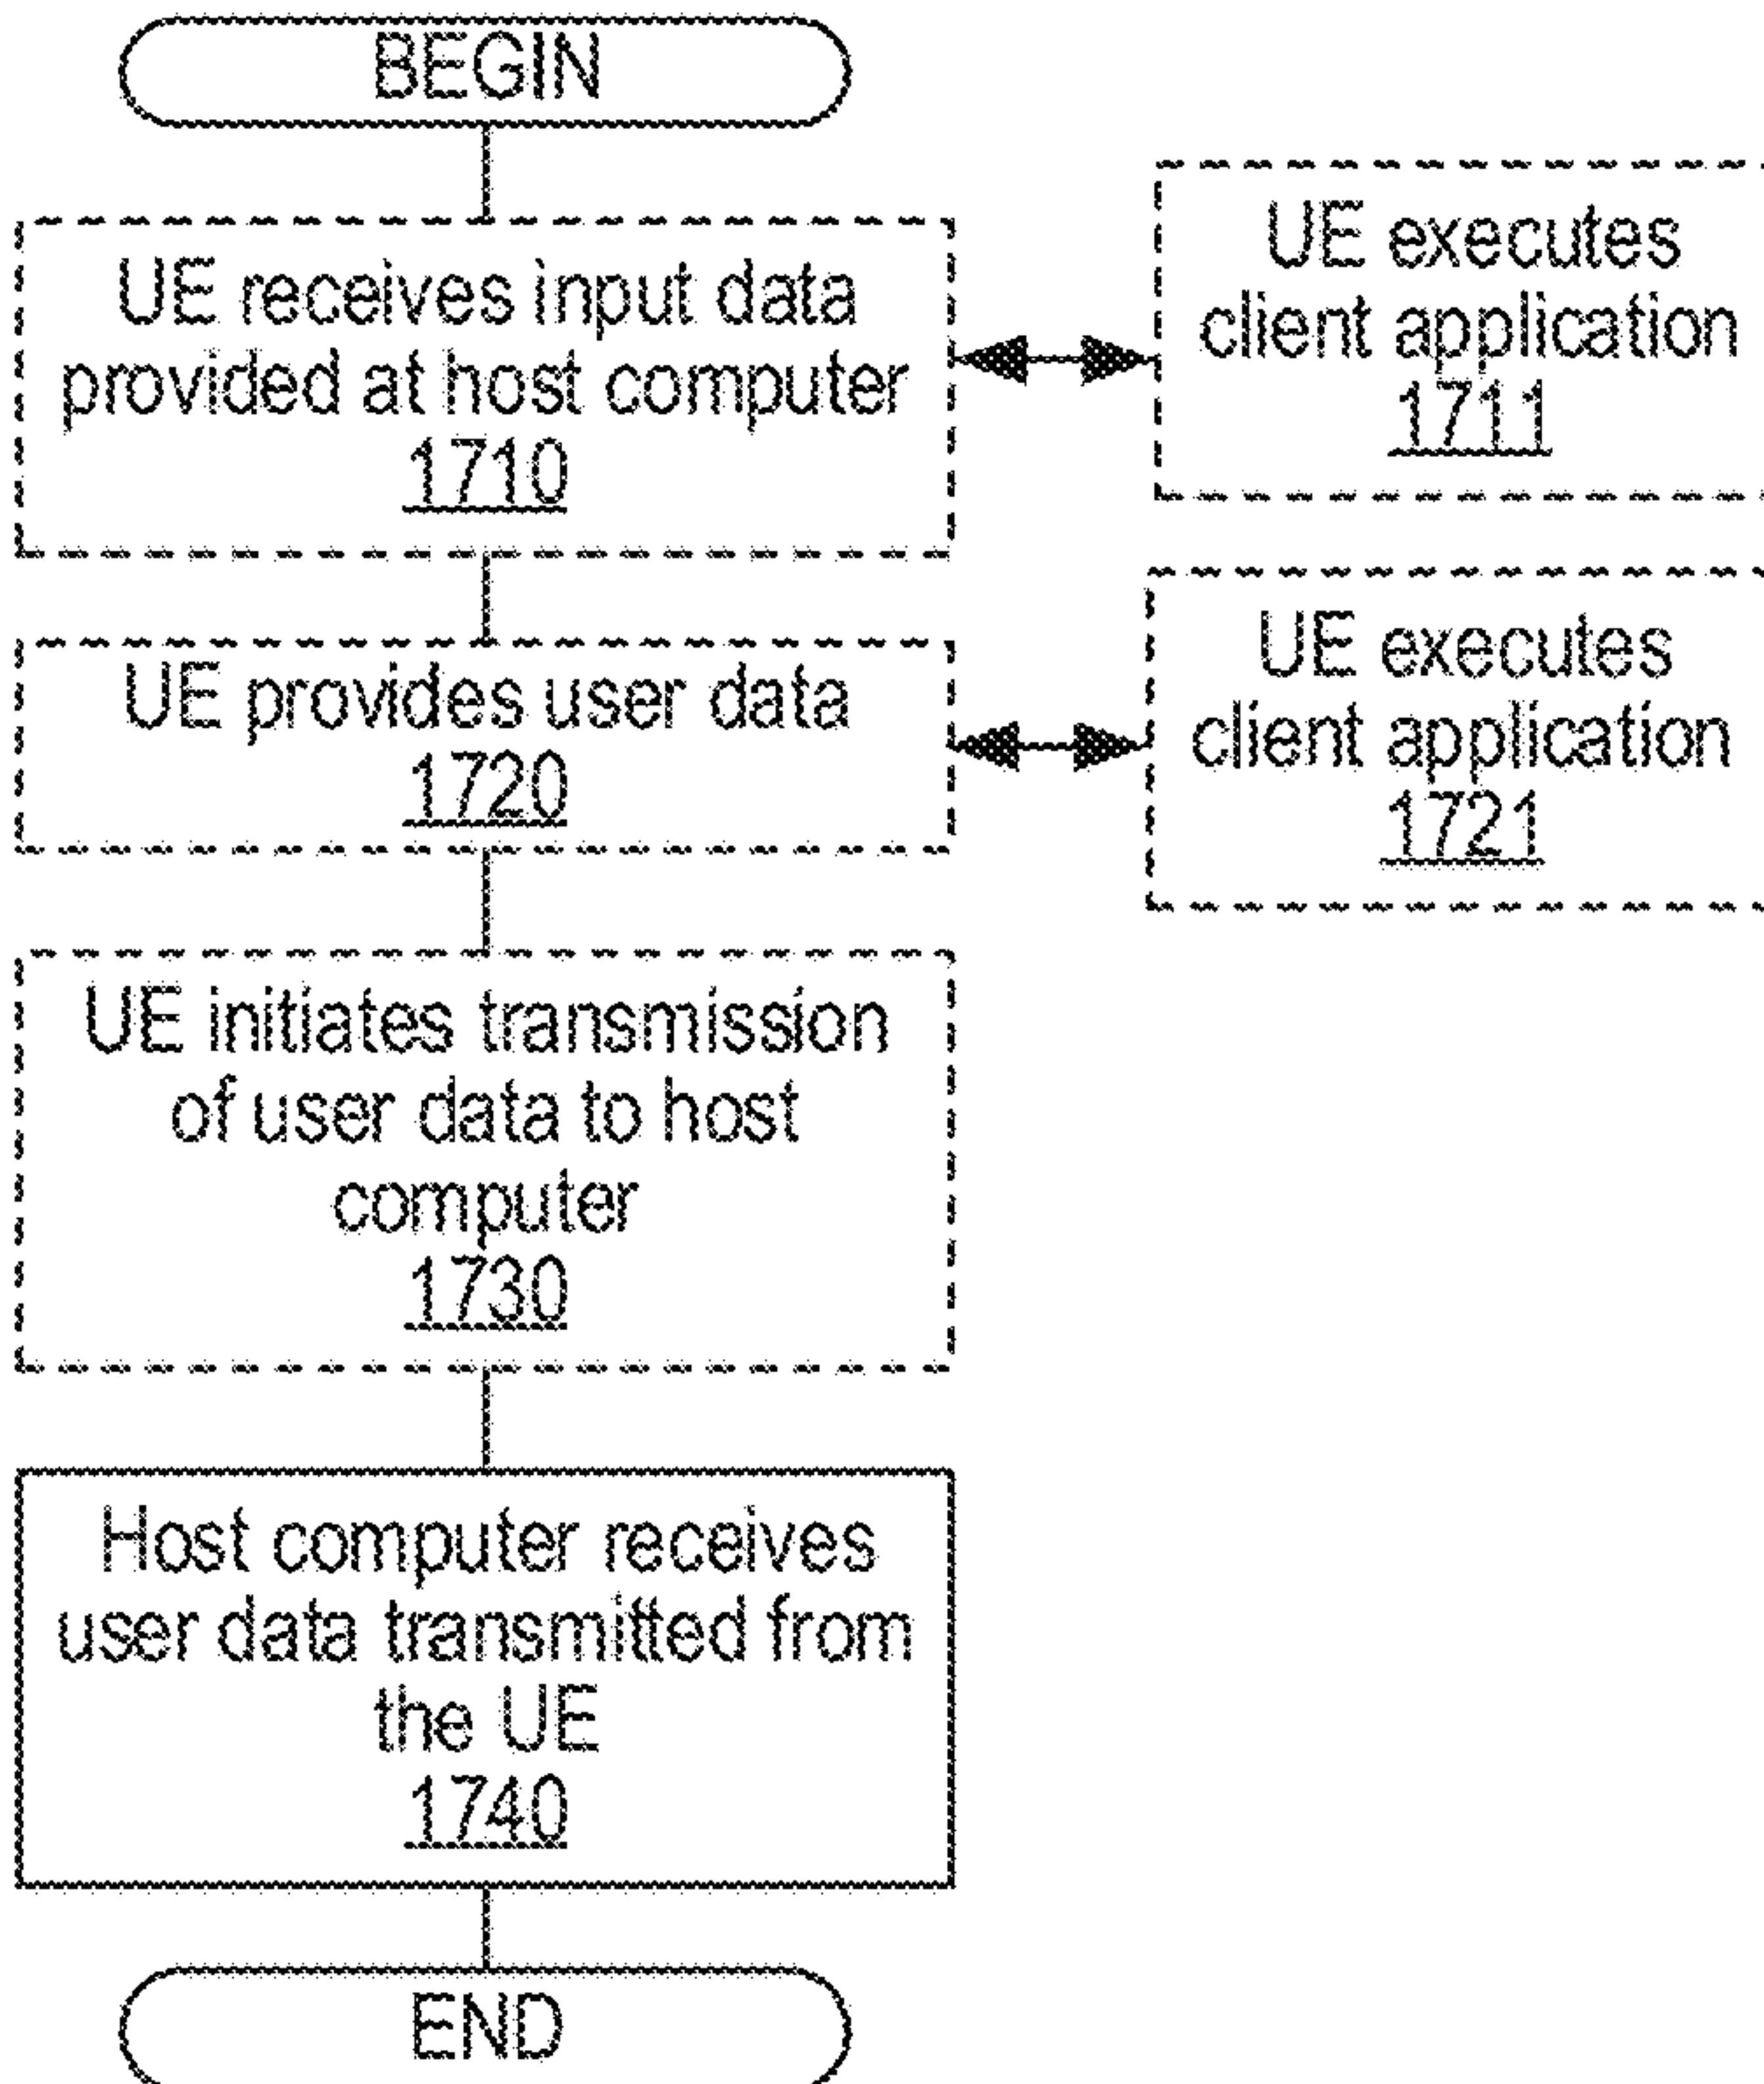 BEGIN
UE receives input data
provided at host computer
1710
UE executes
client application
1711
UE provides user data
1720
UE executes
client application
1721
UE initiates transmission
of user data to host
computer
1730
Host computer receives
user data transmitted from
the UE
1740
END